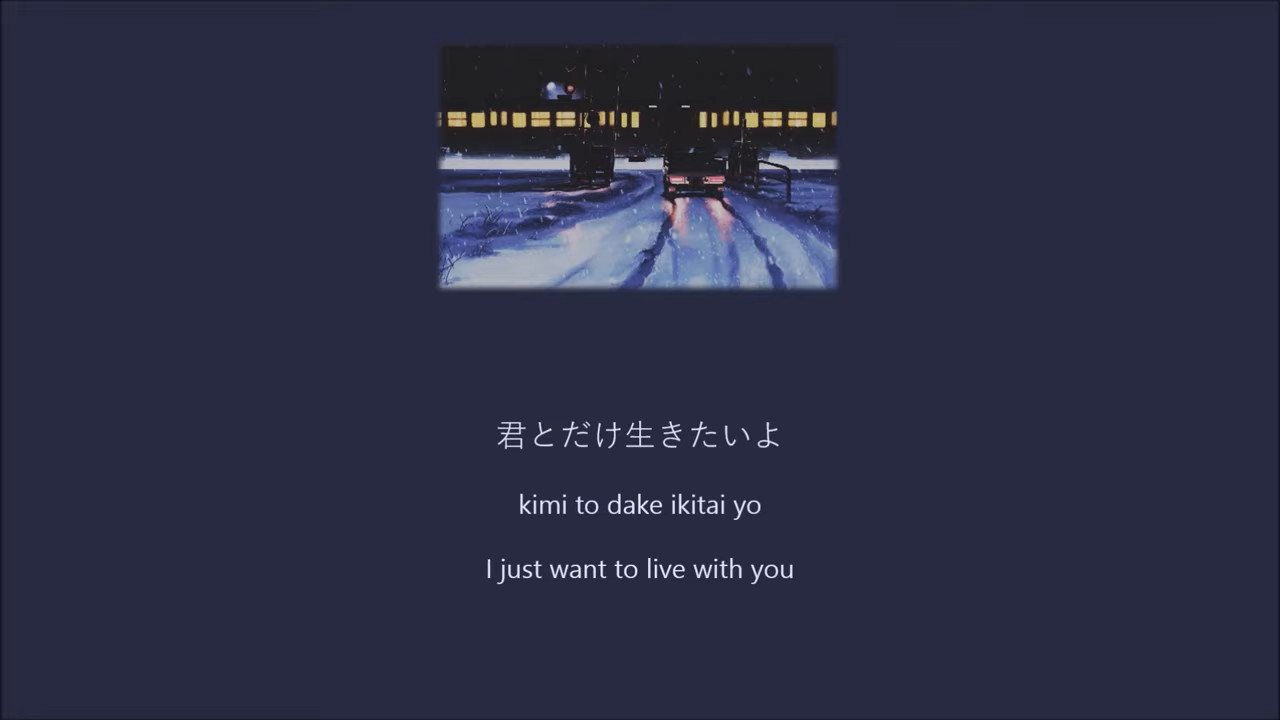 君とだけ生きたいよ
kimi to dake ikitai yo
I just want to live with you